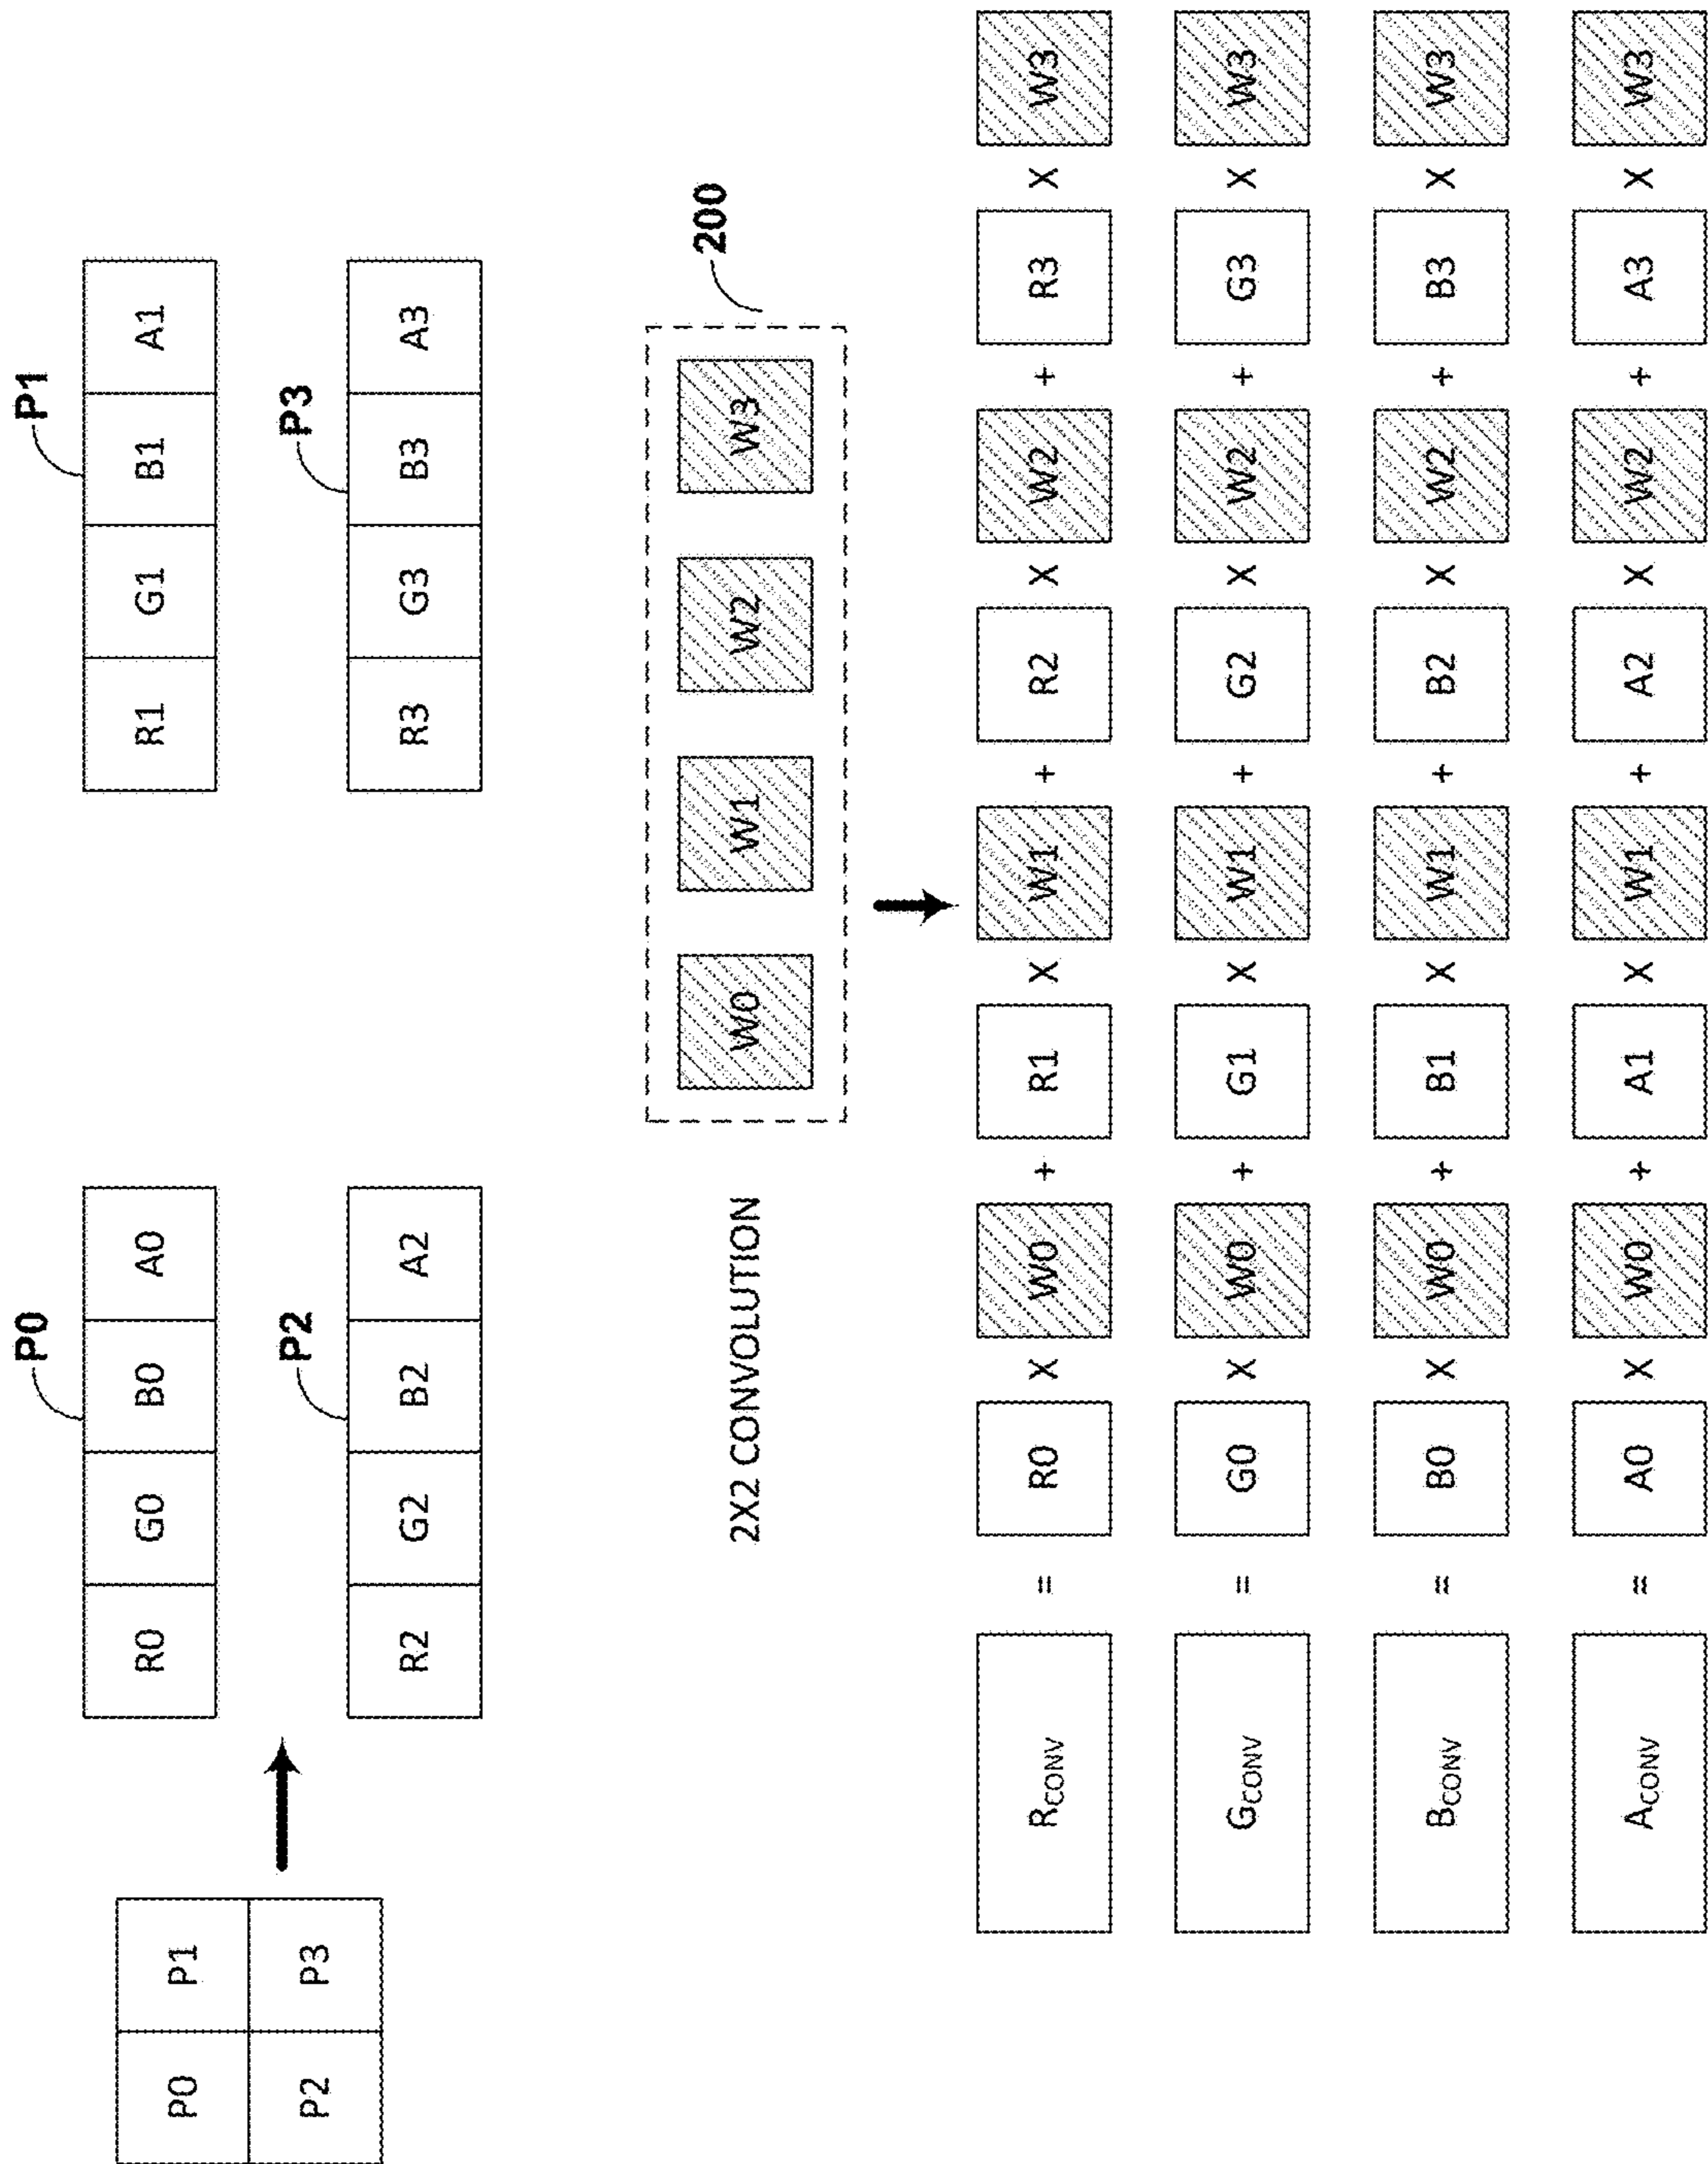 P0 P1
P0 P1 R0 G0 B0 A0 R1 G1 B1 A1
P2 P3
P2 P3 R2 G2 B2 A2 R3 G3 B3 A3
200
2X2 CONVOLUTION W0 W1 W2 W3
RCONV = R0 X W0 + R1 X W1 + R2 X W2 + R3 X W3
GCONV = G0 X W0 + G1 X W1 + G2 X W2 + G3 X W3
BCONV = B0 X W0 + B1 X W1 + B2 X W2 + B3 X W3
ACONV = A0 X W0 + A1 X W1 + A2 X W2 + A3 X W3